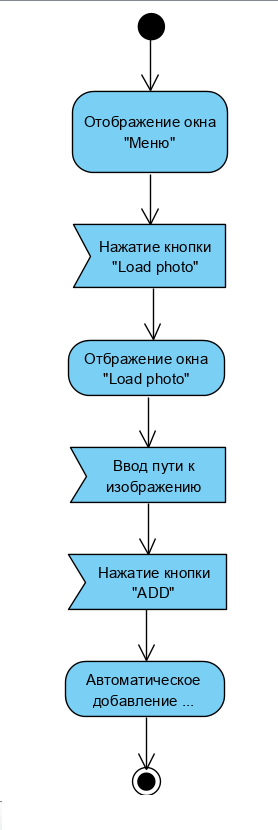 Отображение окна
"Меню"
Нажатие кнопки
"Load photo"
Отбражение окна
"Load photo"
Ввод пути к
изображению
Нажатие кнопки
"ADD"
Автоматическое
добавление ...